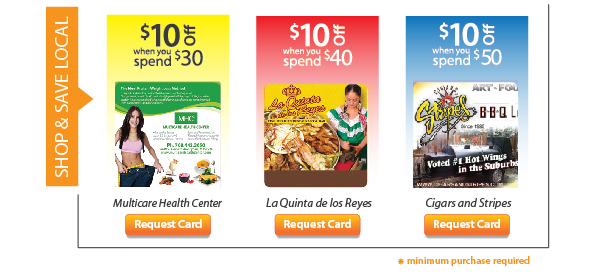 SHOP & SAVE LOCAL
$10 Off
when you
spend $30
MHC
MULTICARE HEALTH CENTER
Multicare Health Center
Request Card
$10 Off
when you
spend $40
La Quinta
de los Reyes
La Quinta de los Reyes
Request Card
$10 Off
when you
spend $50
Stripes
B-B-Q
Since 1935
Voted #1 Hot Wings
in the Suburbs
Cigars and Stripes
Request Card
* minimum purchase required